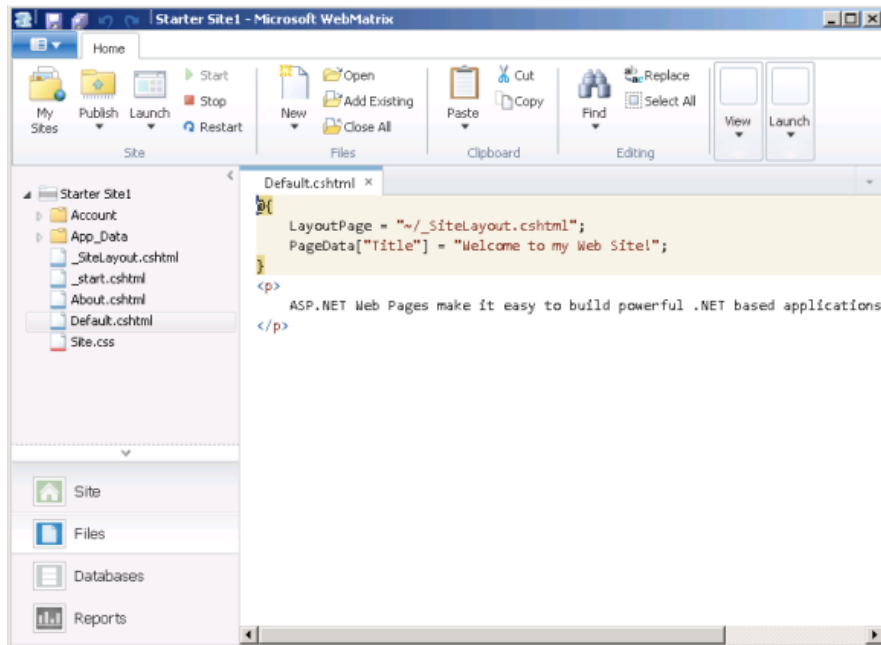 Starter Site1 - Microsoft WebMatrix
Home
My Sites
Publish
Launch
Start
Stop
Restart
Site
New
Open
Add Existing
Close All
Files
Paste
Cut
Copy
Clipboard
Find
Replace
Select All
Editing
View
Launch
Starter Site1
Account
App_Data
_SiteLayout.cshtml
_start.cshtml
About.cshtml
Default.cshtml
Site.css
Site
Files
Databases
Reports
Default.cshtml ×
@{
LayoutPage = "~/_SiteLayout.cshtml";
PageData["Title"] = "Welcome to my Web Site!";
}
<p>
ASP.NET Web Pages make it easy to build powerful .NET based applications
</p>